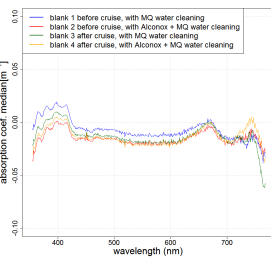 blank 1 before cruise, with MQ water cleaning
blank 2 before cruise, with Alconox + MQ water cleaning
blank 3 after cruise, with MQ water cleaning
blank 4 after cruise, with Alconox + MQ water cleaning
absorption coef. median[m⁻¹]
0.10
0.05
0.00
-0.05
-0.10
400
500
600
700
wavelength (nm)